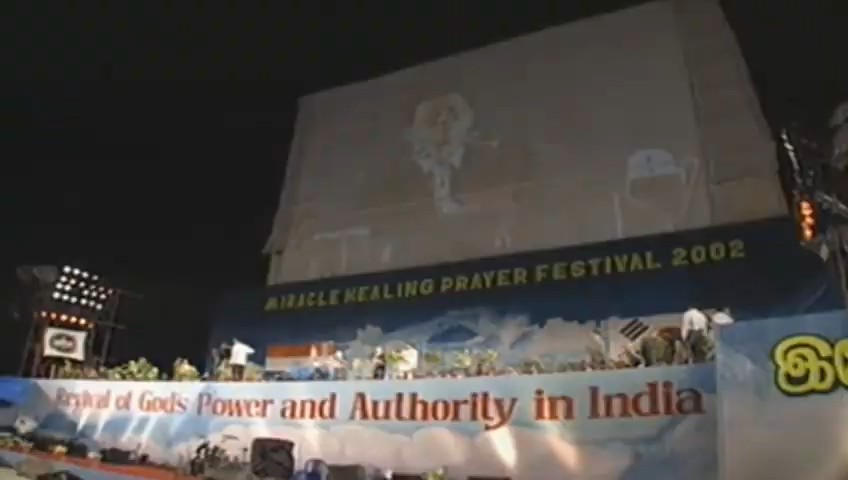 MIRACLE HEALING PRAYER FESTIVAL 2002
Revival of God's Power and Authority in India